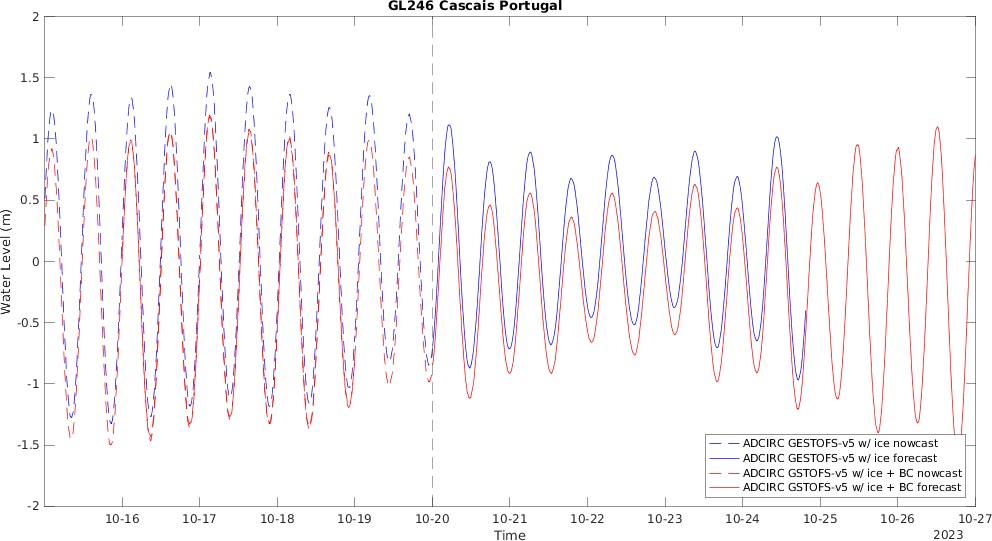 GL246 Cascais Portugal
2
1.5
1
0.5
0
-0.5
-1
-1.5
-2
Water Level (m)
ADCIRC GESTOFS-v5 w/ ice nowcast
ADCIRC GESTOFS-v5 w/ ice forecast
ADCIRC GSTOFS-v5 w/ ice + BC nowcast
ADCIRC GSTOFS-v5 w/ ice + BC forecast
10-16 10-17 10-18 10-19 10-20 10-21 10-22 10-23 10-24 10-25 10-26 10-27
Time
2023